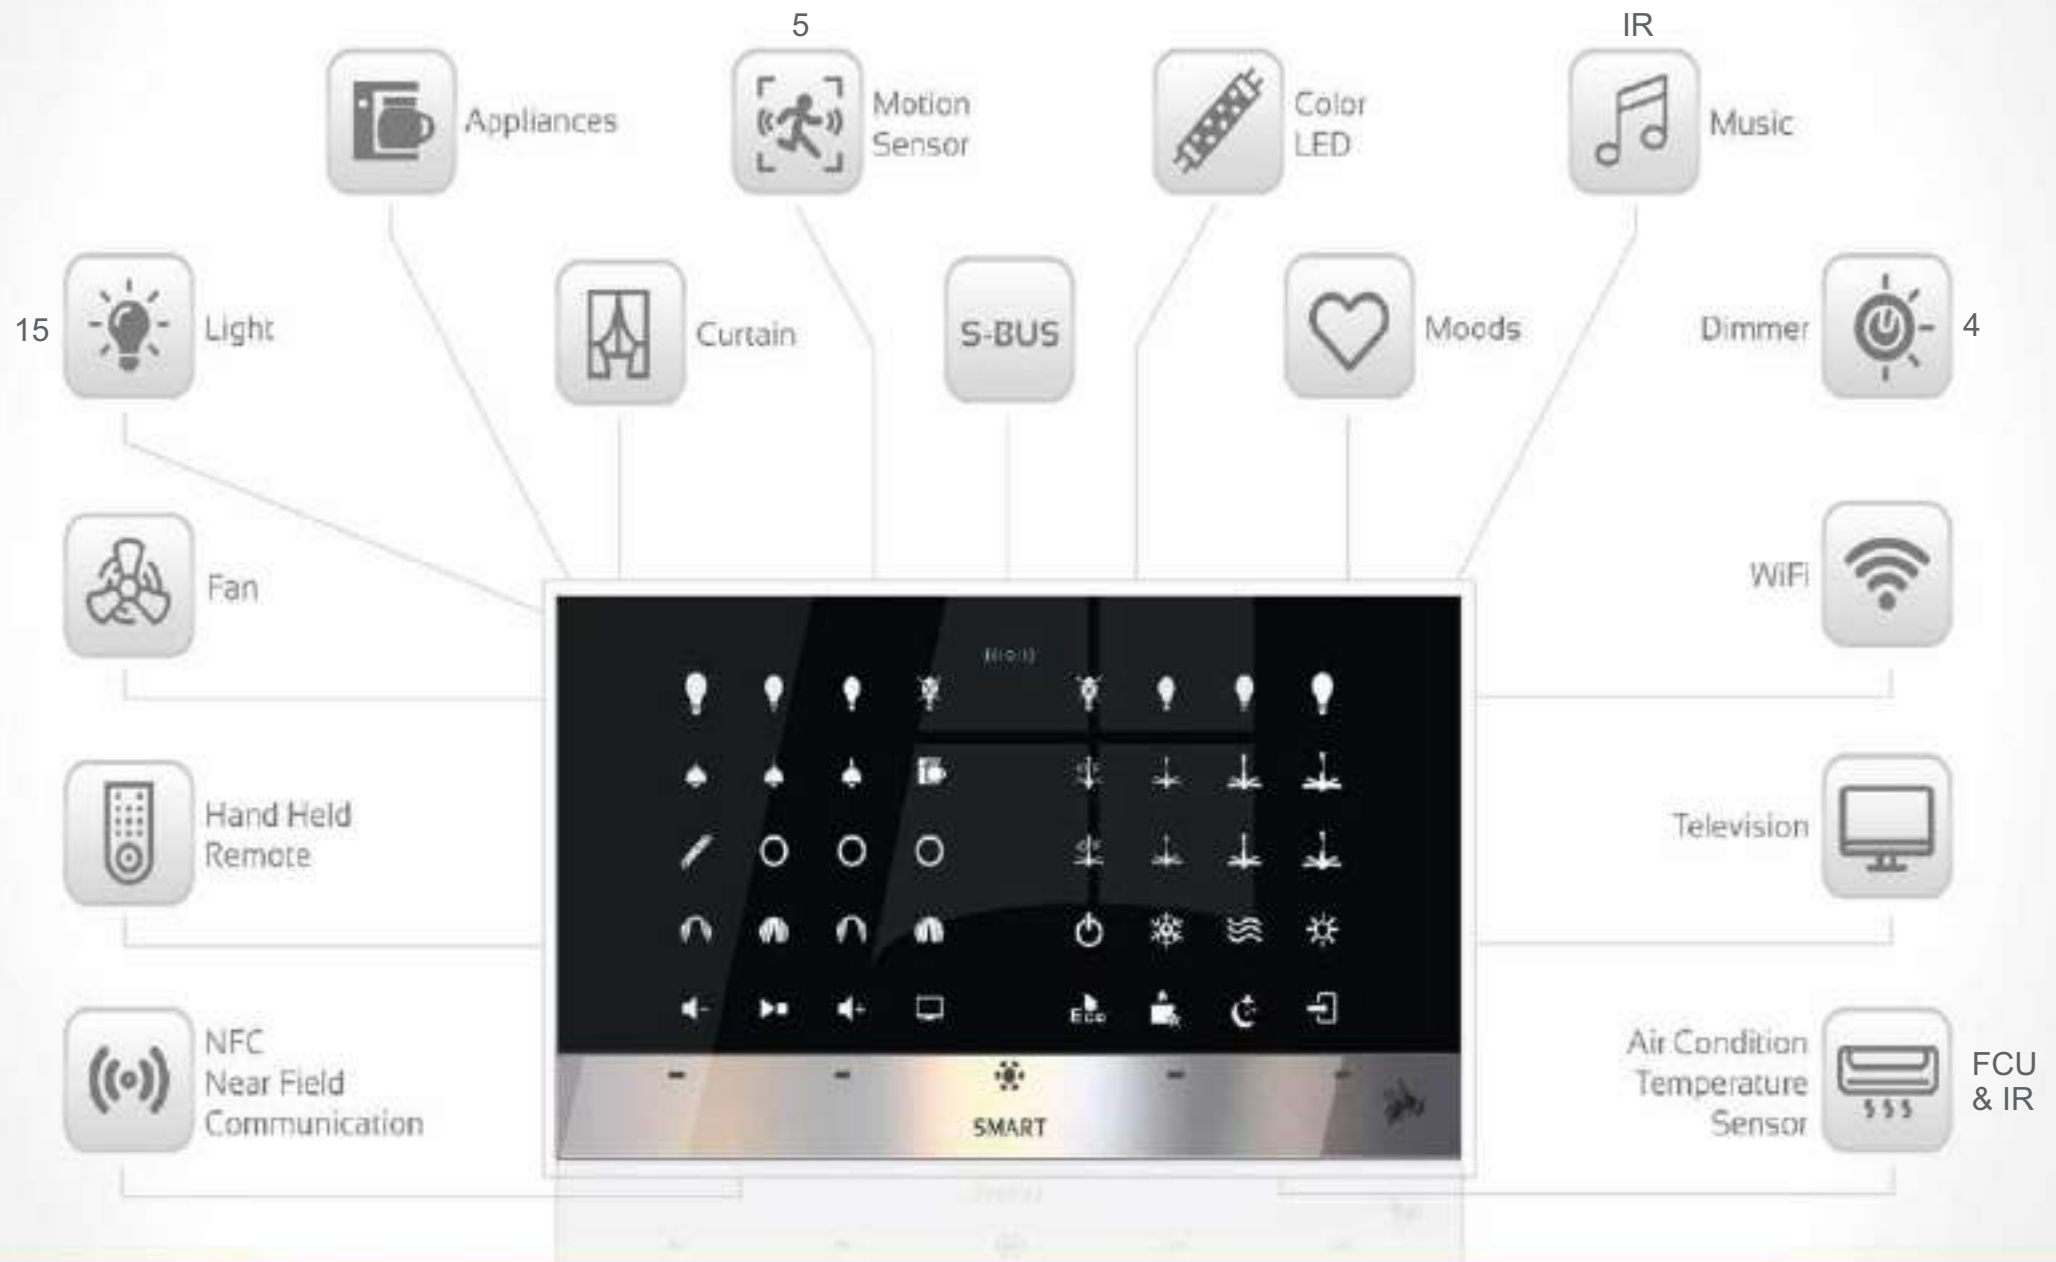 5
IR
Appliances
Motion
Sensor
Color
LED
Music
15
Light
Curtain
S-BUS
Moods
Dimmer
4
Fan
WiFi
Hand Held
Remote
Television
NFC
Near Field
Communication
Eco
SMART
Air Condition
Temperature
Sensor
FCU
& IR